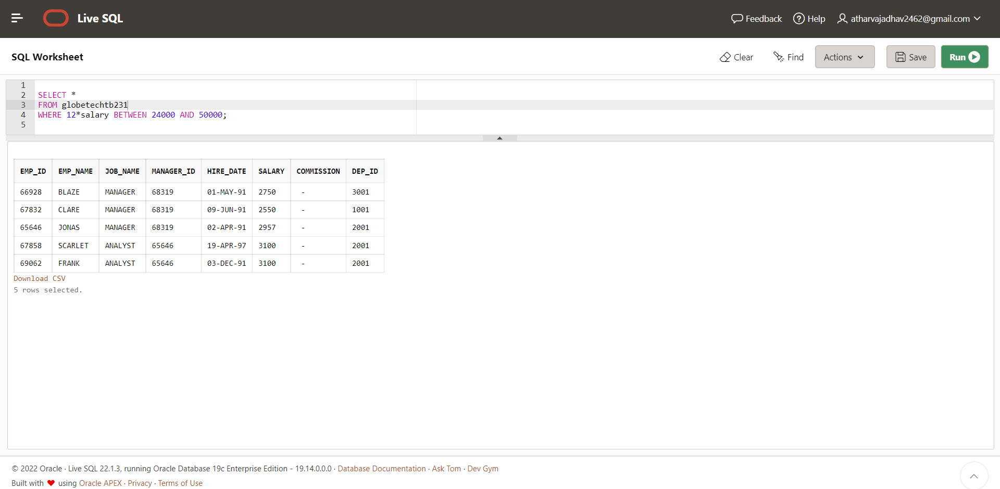 Live SQL
Feedback Help atharvajadhav2462@gmail.com
SQL Worksheet
Clear Find Actions Save Run
1
2 SELECT *
3 FROM globetechtb231
4 WHERE 12*salary BETWEEN 24000 AND 50000;
5
EMP_ID EMP_NAME JOB_NAME MANAGER_ID HIRE_DATE SALARY COMMISSION DEP_ID
66928 BLAZE MANAGER 68319 01-MAY-91 2750 - 3001
67832 CLARE MANAGER 68319 09-JUN-91 2550 - 1001
65646 JONAS MANAGER 68319 02-APR-91 2957 - 2001
67858 SCARLET ANALYST 65646 19-APR-97 3100 - 2001
69062 FRANK ANALYST 65646 03-DEC-91 3100 - 2001
Download CSV
5 rows selected.
© 2022 Oracle · Live SQL 22.1.3, running Oracle Database 19c Enterprise Edition - 19.14.0.0.0 · Database Documentation · Ask Tom · Dev Gym
Built with ♥ using Oracle APEX · Privacy · Terms of Use